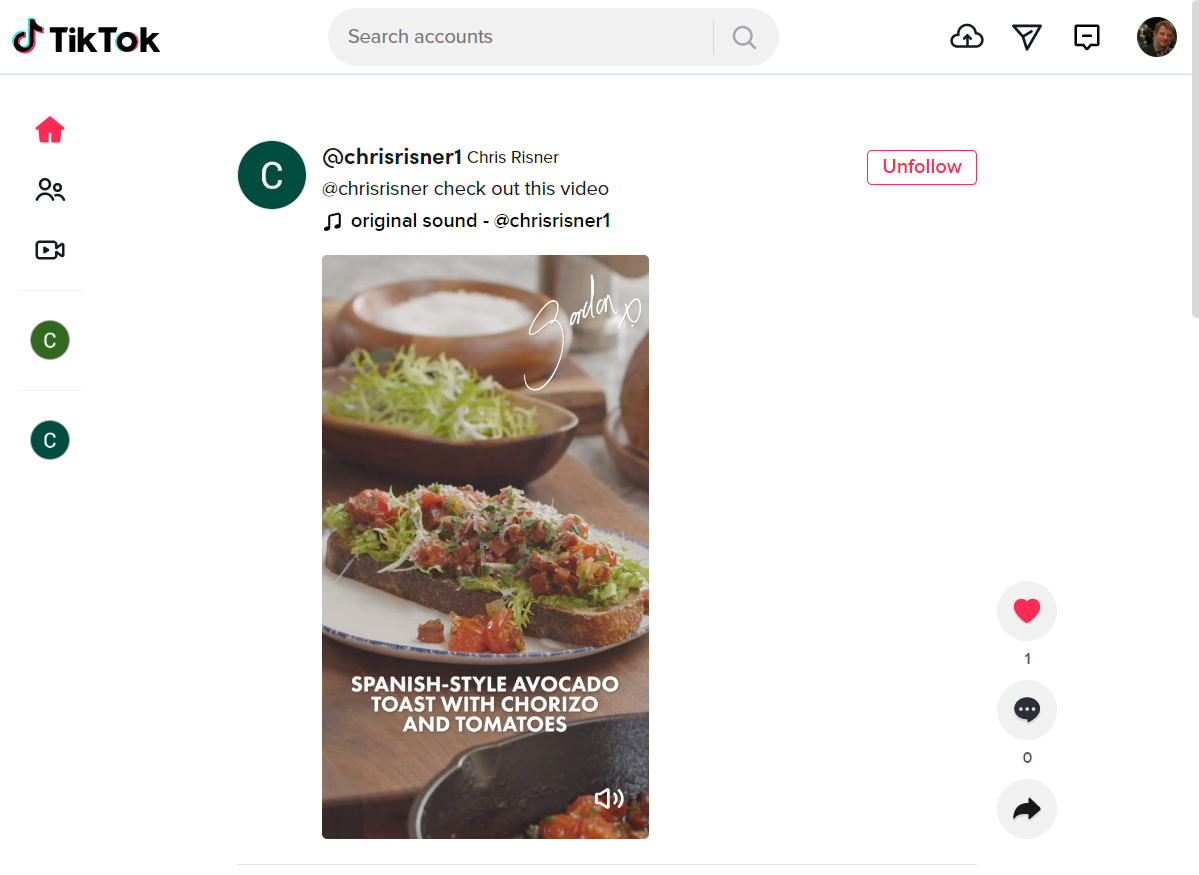 TikTok
Search accounts
@chrisrisner1 Chris Risner
Unfollow
@chrisrisner check out this video
original sound - @chrisrisner1
C
C
C
Gordon
SPANISH-STYLE AVOCADO
TOAST WITH CHORIZO
AND TOMATOES
1
0